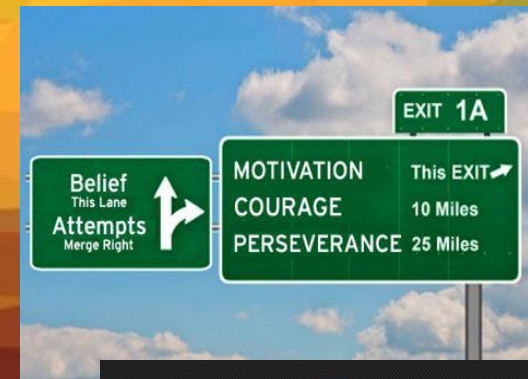 Belief
This Lane
Attempts
Merge Right
EXIT 1A
MOTIVATION This EXIT
COURAGE 10 Miles
PERSEVERANCE 25 Miles